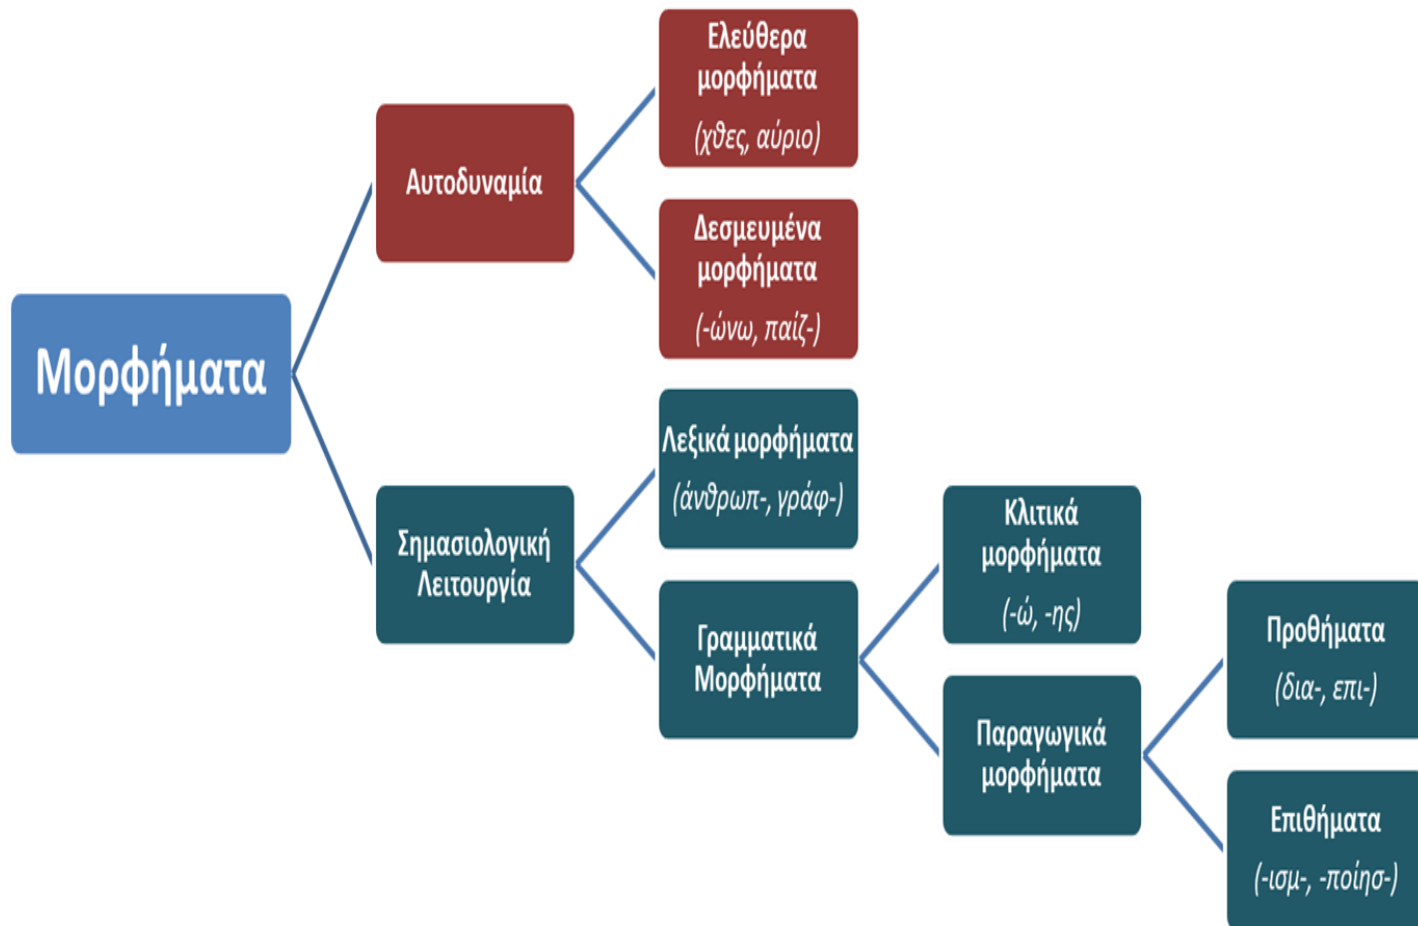 Μορφήματα
Αυτοδυναμία
Ελεύθερα
μορφήματα
(χθες, αύριο)
Δεσμευμένα
μορφήματα
(-ώνω, παίζ-)
Σημασιολογική
Λειτουργία
Λεξικά μορφήματα
(άνθρωπ-, γράφ-)
Γραμματικά
Μορφήματα
Κλιτικά
μορφήματα
(-ώ, -ης)
Παραγωγικά
μορφήματα
Προθήματα
(δια-, επι-)
Επιθήματα
(-ισμ-, -ποίησ-)